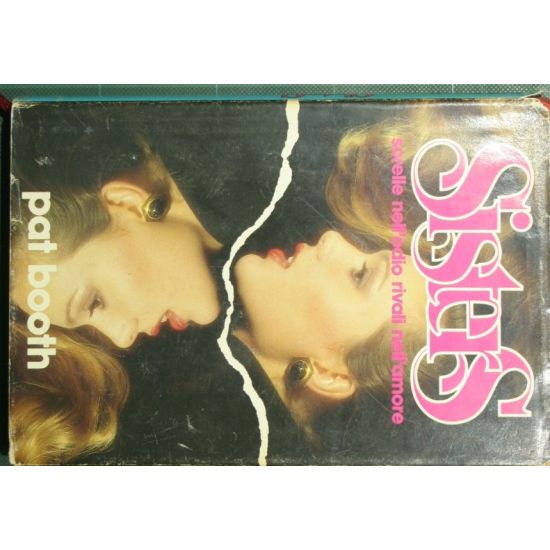 Sisters
sorelle nell'odio rivali nell'amore
pat booth